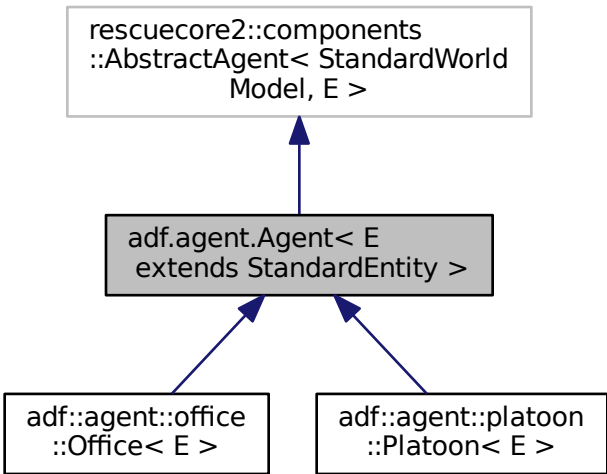 rescuecore2::components
::AbstractAgent< StandardWorld
Model, E >
adf.agent.Agent< E
extends StandardEntity >
adf::agent::office
::Office< E >
adf::agent::platoon
::Platoon< E >